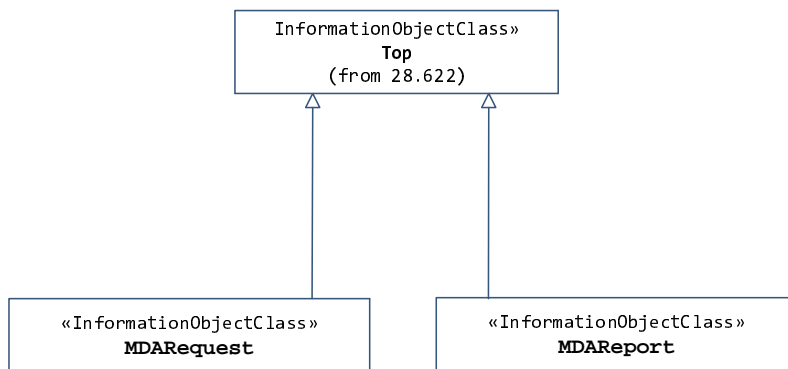 InformationObjectClass»
Top
(from 28.622)
«InformationObjectClass»
MDARequest
«InformationObjectClass»
MDAReport